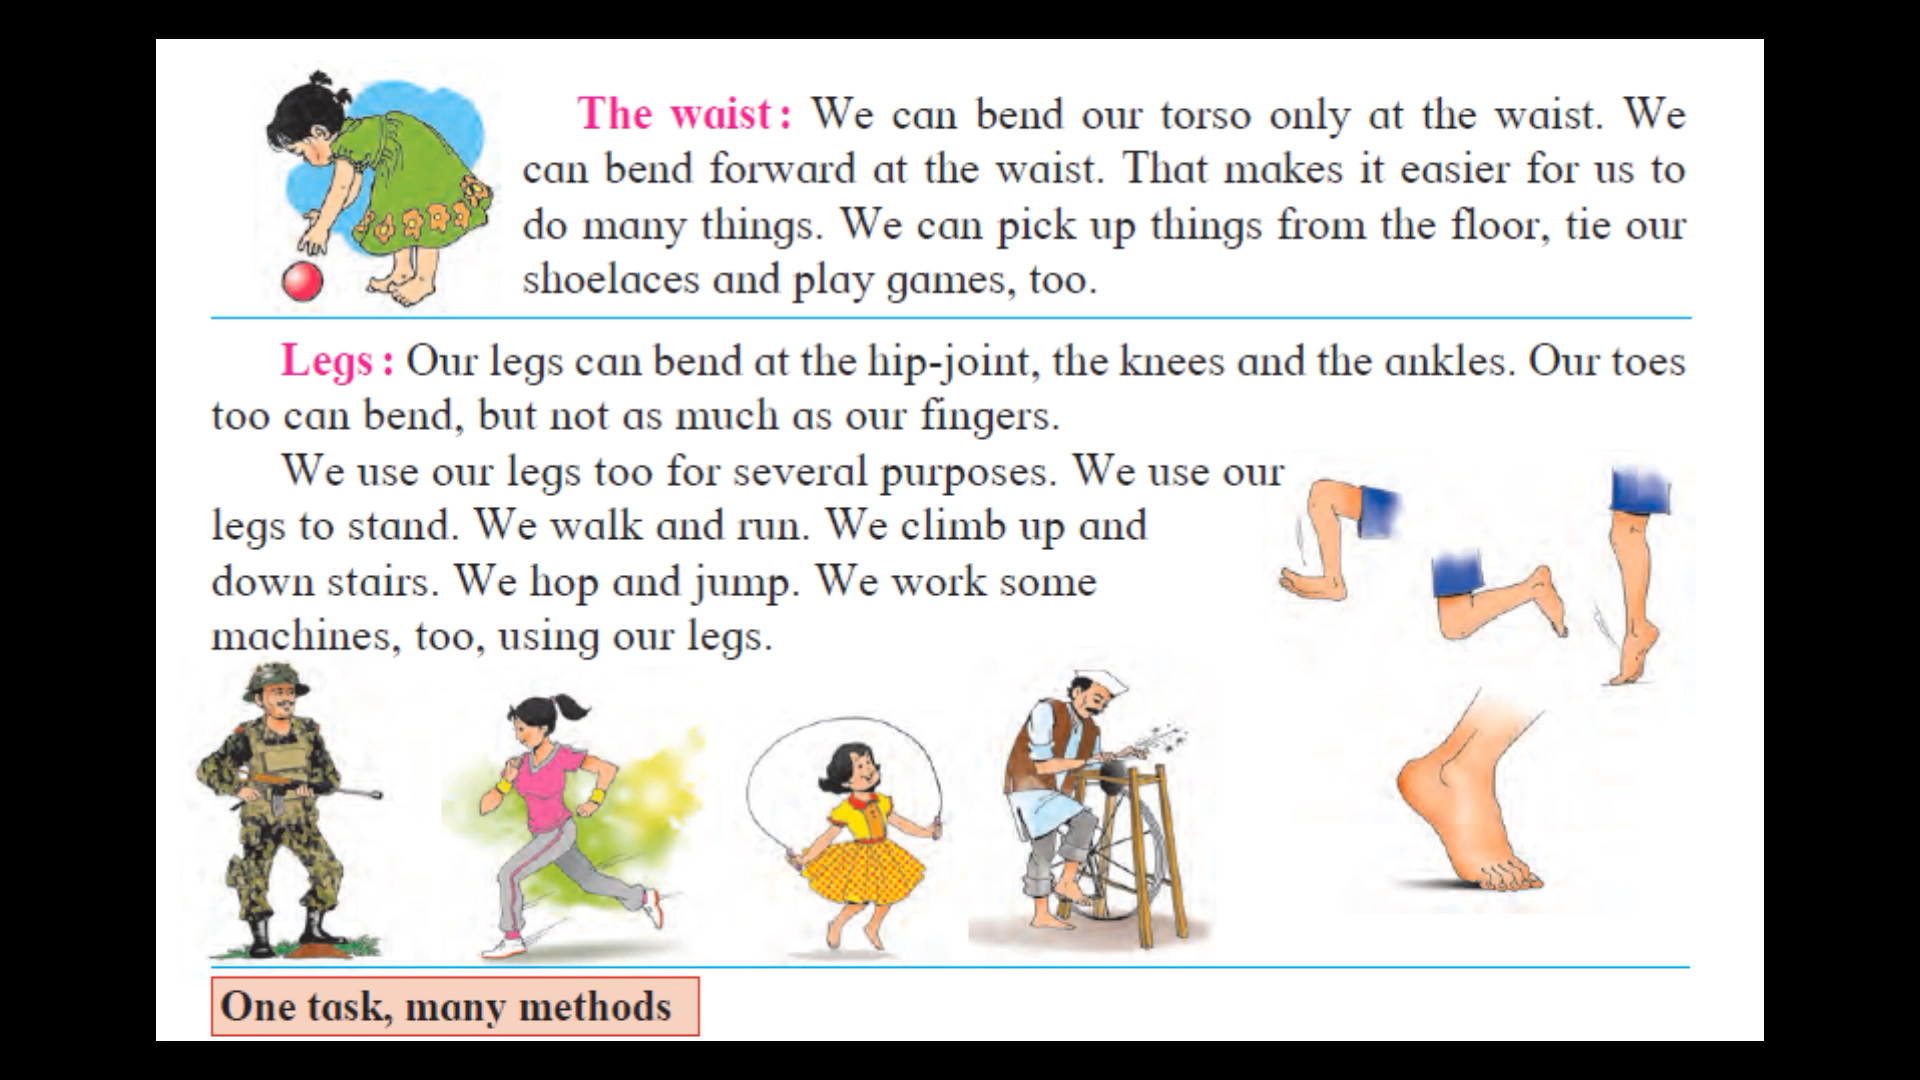 The waist : We can bend our torso only at the waist. We
can bend forward at the waist. That makes it easier for us to
do many things. We can pick up things from the floor, tie our
shoelaces and play games, too.
Legs : Our legs can bend at the hip-joint, the knees and the ankles. Our toes
too can bend, but not as much as our fingers.
We use our legs too for several purposes. We use our
legs to stand. We walk and run. We climb up and
down stairs. We hop and jump. We work some
machines, too, using our legs.
One task, many methods